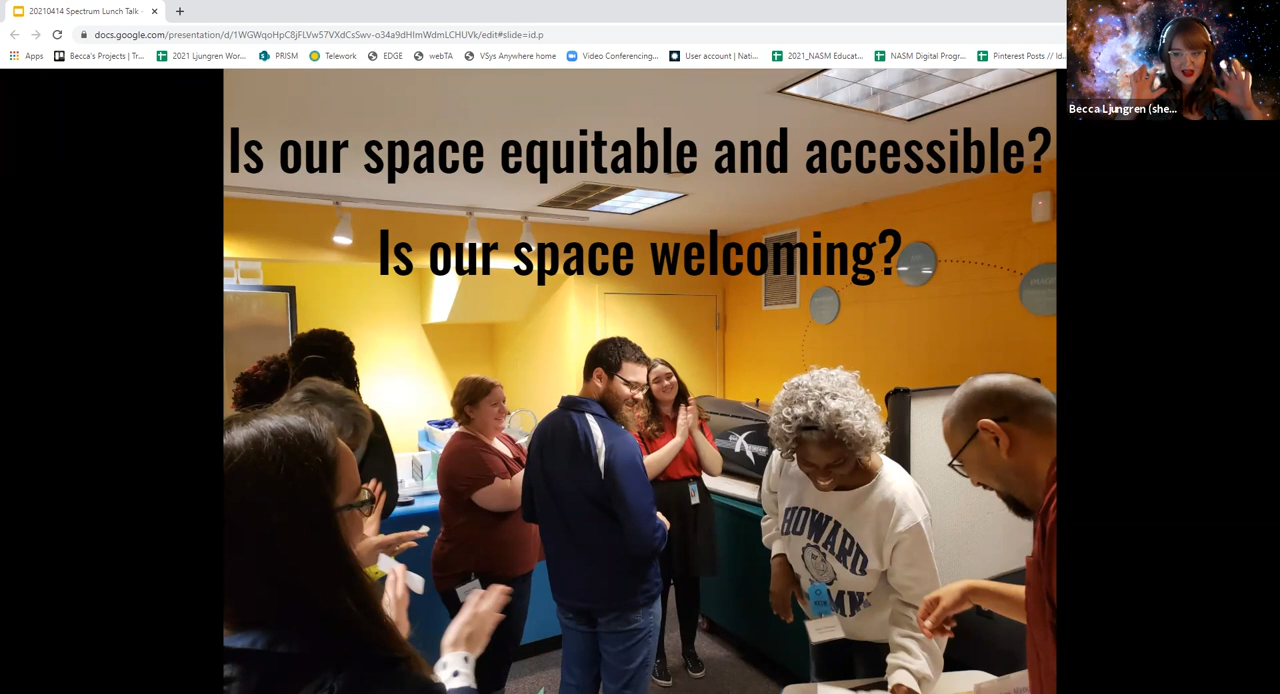 20210414 Spectrum Lunch Talk -
docs.google.com/presentation/d/1WGWqoHpC8jFLVw57VXdCsSwv-o34a9dHImWdmLCHUVk/edit#slide=id.p
Apps Becca's Projects | Tr... 2021 Ljungren Wor... PRISM Telework EDGE webTA VSys Anywhere home Video Conferencing... User account | Nati... 2021_NASM Educat... NASM Digital Progr... Pinterest Posts // Id...
Becca Ljungren (she...
Is our space equitable and accessible?
Is our space welcoming?
HOWARD